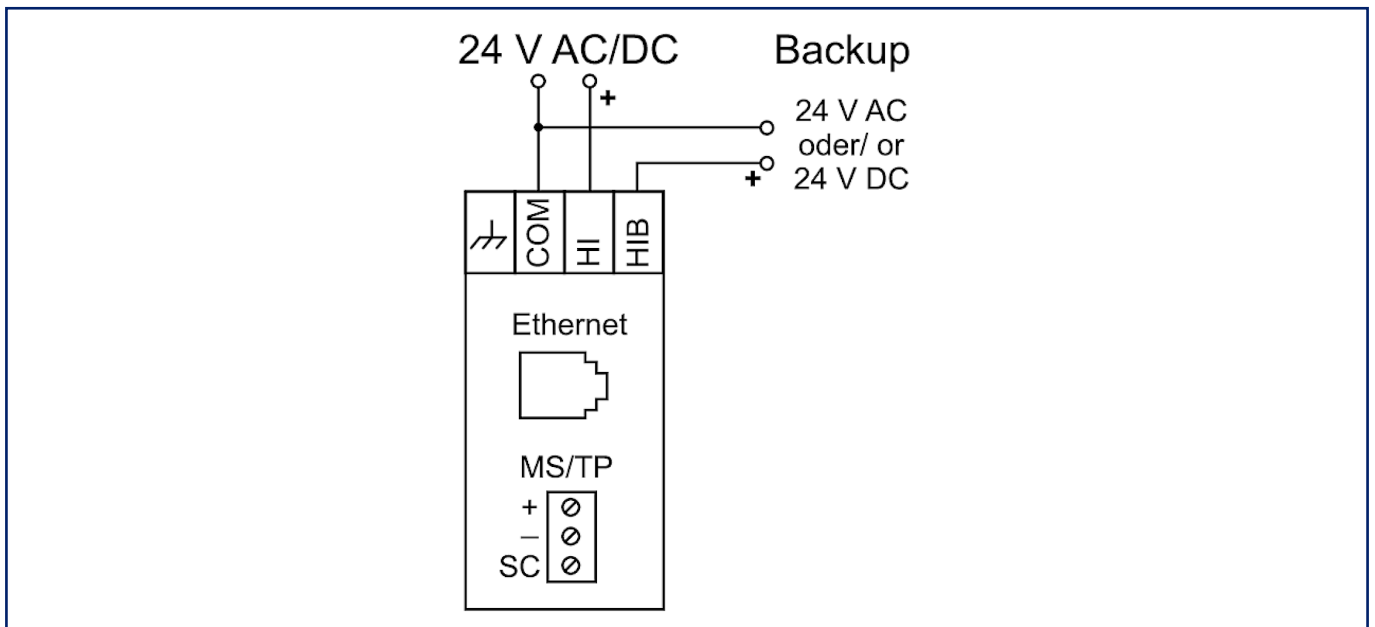 24 V AC/DC
Backup
+
24 V AC
oder/ or
24 V DC
+
COM
HI
HIB
Ethernet
MS/TP
+
–
SC